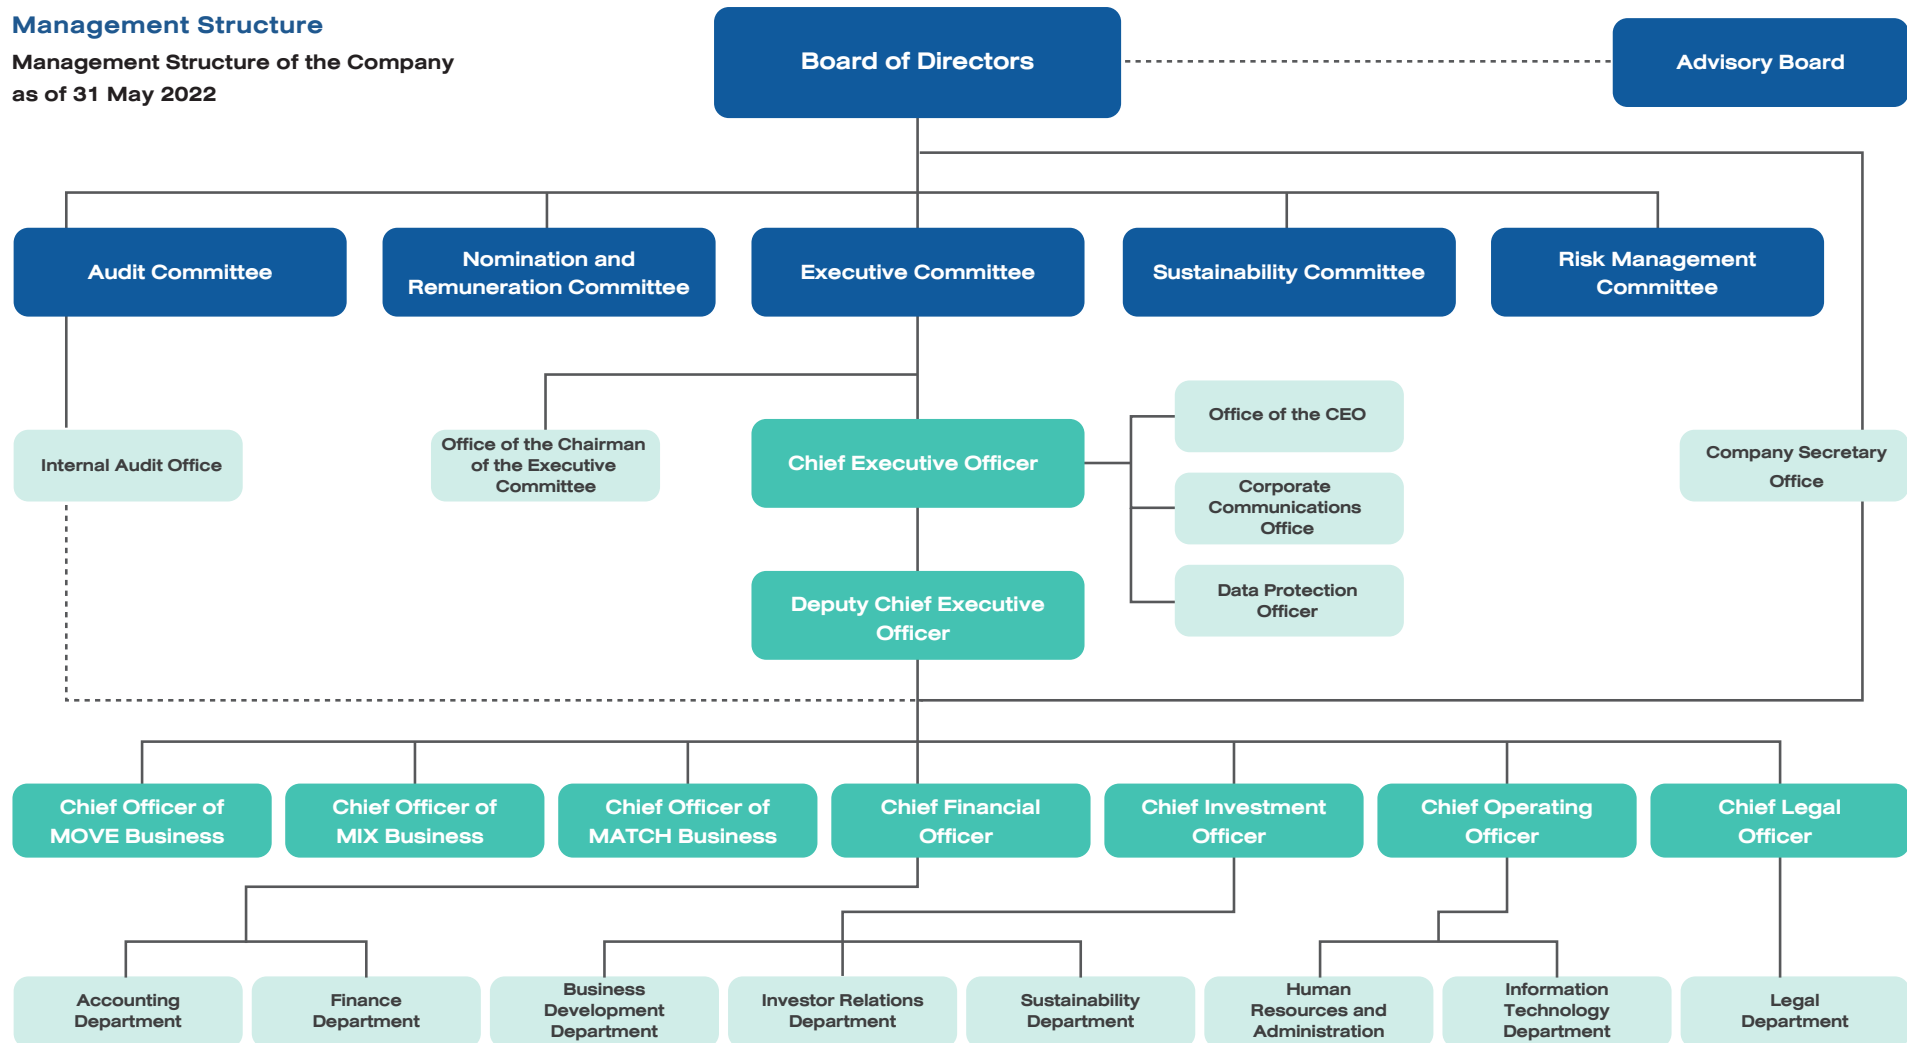 Management Structure
Management Structure of the Company
as of 31 May 2022
Board of Directors
Advisory Board
Audit Committee
Nomination and
Remuneration Committee
Executive Committee
Sustainability Committee
Risk Management
Committee
Internal Audit Office
Office of the Chairman
of the Executive
Committee
Chief Executive Officer
Office of the CEO
Corporate
Communications
Office
Data Protection
Officer
Company Secretary
Office
Deputy Chief Executive
Officer
Chief Officer of
MOVE Business
Chief Officer of
MIX Business
Chief Officer of
MATCH Business
Chief Financial
Officer
Chief Investment
Officer
Chief Operating
Officer
Chief Legal
Officer
Accounting
Department
Finance
Department
Business
Development
Department
Investor Relations
Department
Sustainability
Department
Human
Resources and
Administration
Information
Technology
Department
Legal
Department